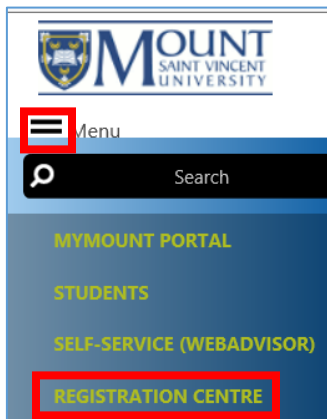 MOUNT
SAINT VINCENT
UNIVERSITY
Menu
Search
MYMOUNT PORTAL
STUDENTS
SELF-SERVICE (WEBADVISOR)
REGISTRATION CENTRE